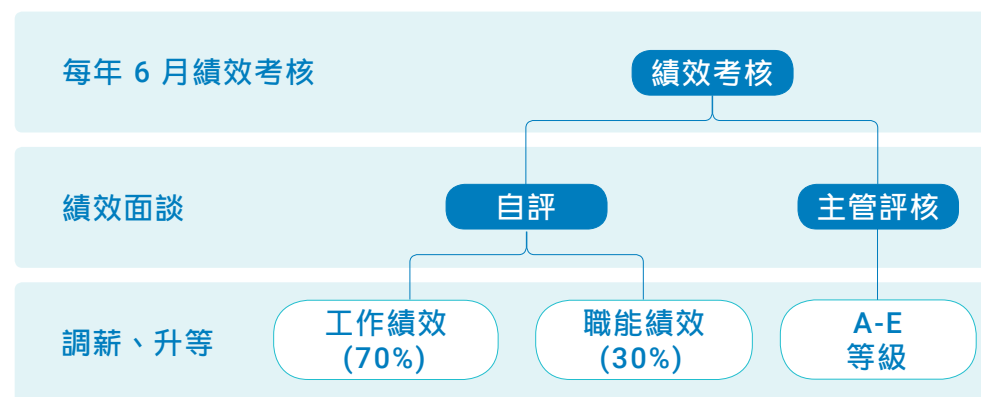 每年 6 月績效考核
績效考核
績效面談
自評
主管評核
調薪、升等
工作績效
(70%)
職能績效
(30%)
A-E
等級